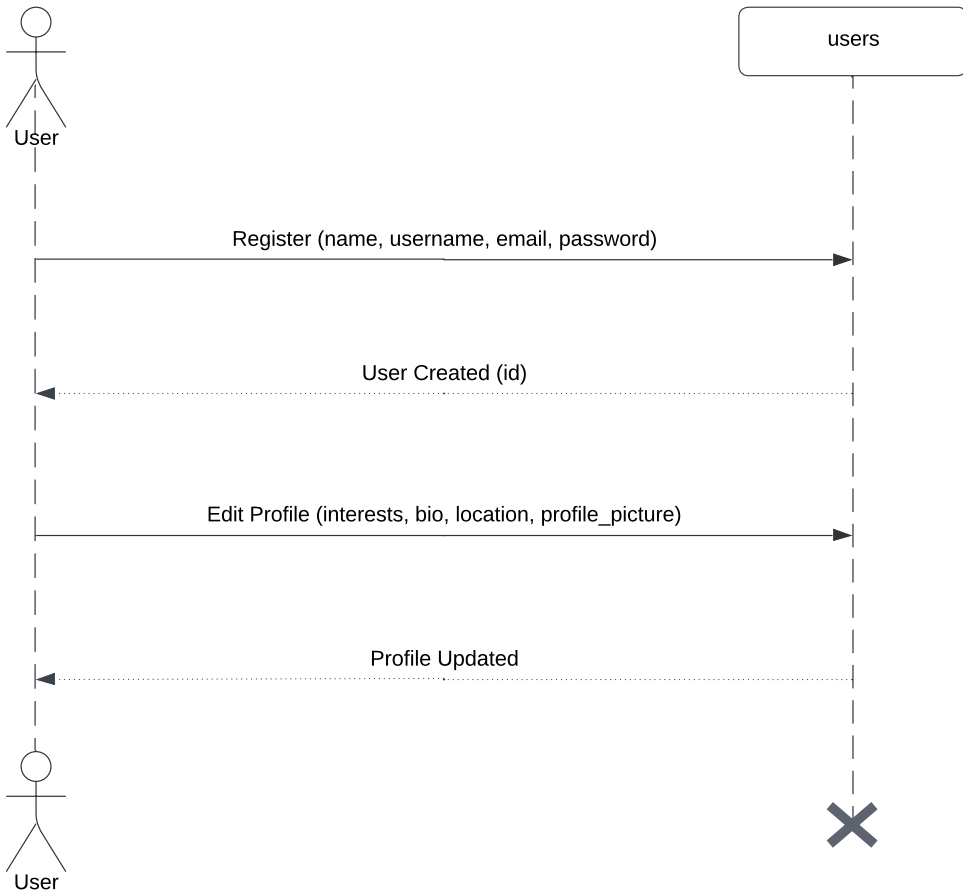 users
User
Register (name, username, email, password)
User Created (id)
Edit Profile (interests, bio, location, profile_picture)
Profile Updated
User